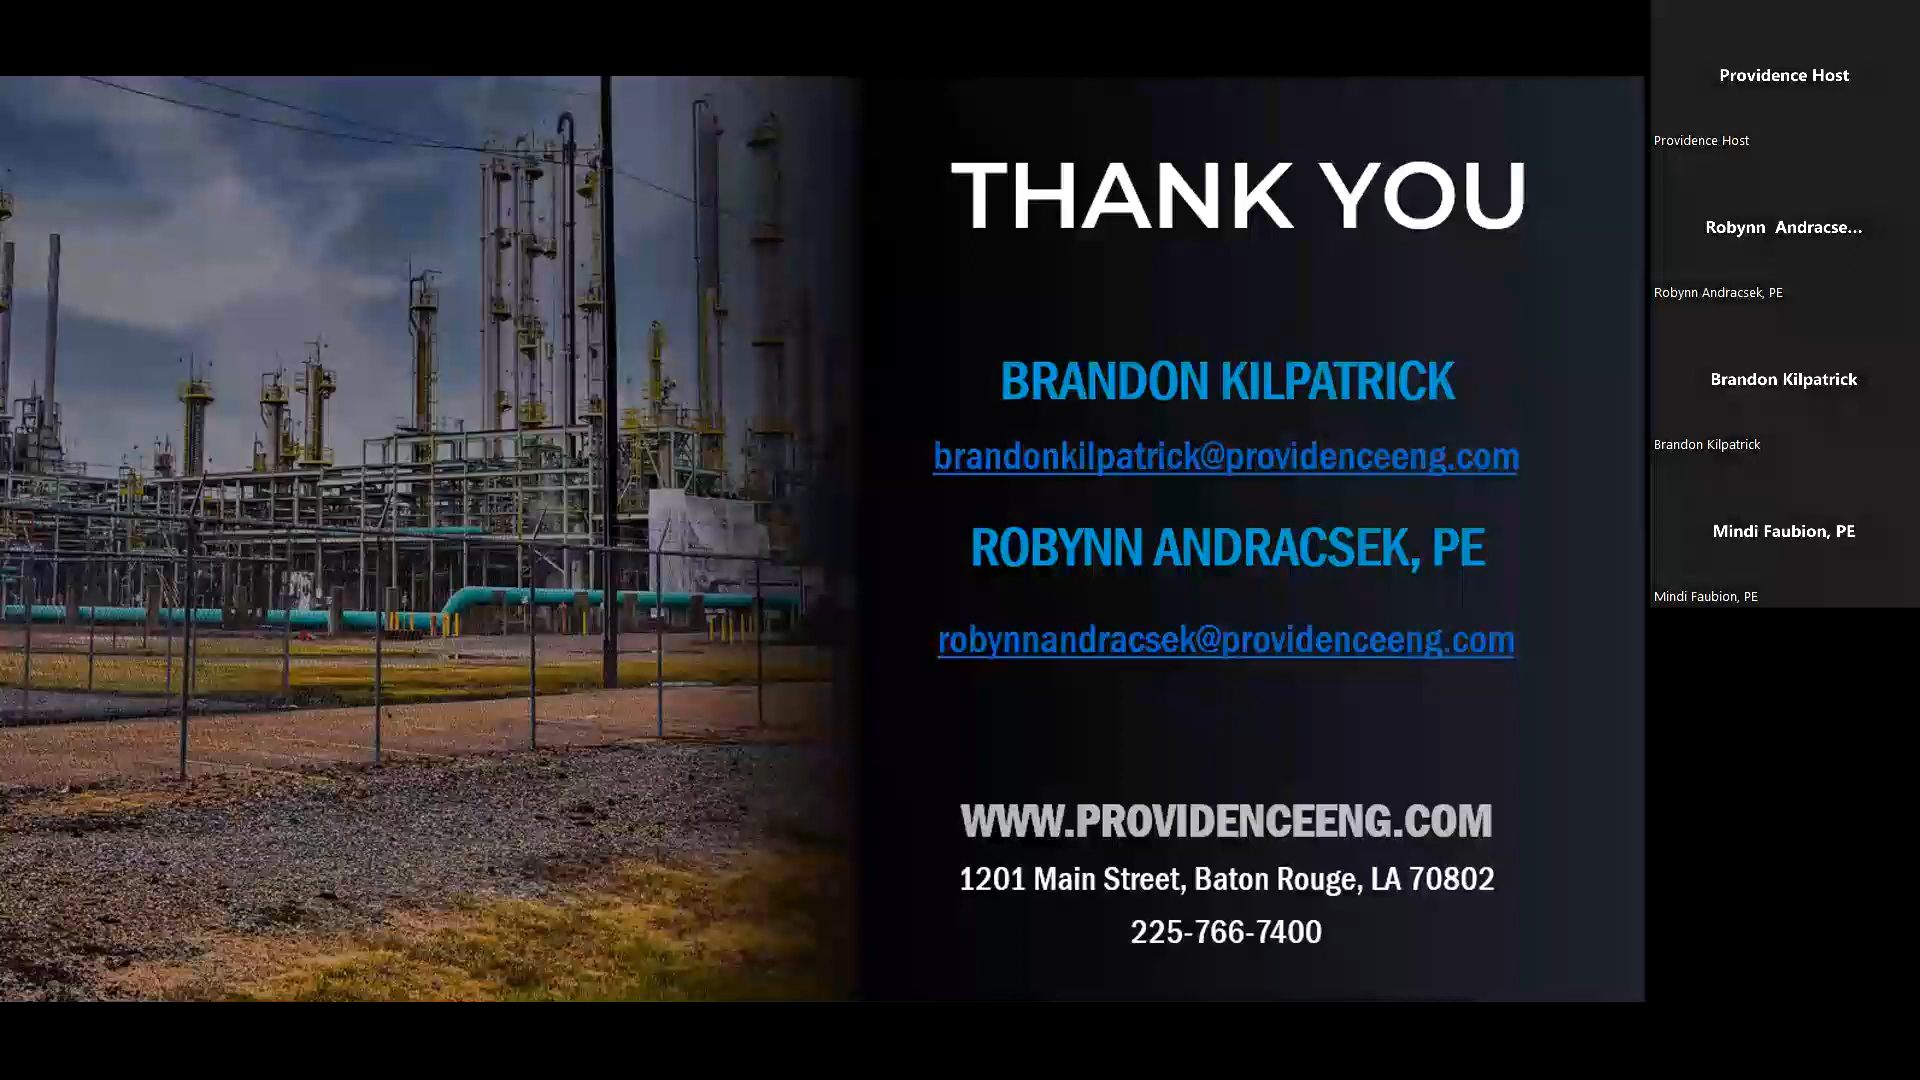 THANK YOU
BRANDON KILPATRICK
brandonkilpatrick@providenceeng.com
ROBYNN ANDRACSEK, PE
robynnandracsek@providenceeng.com
WWW.PROVIDENCEENG.COM
1201 Main Street, Baton Rouge, LA 70802
225-766-7400
Providence Host
Providence Host
Robynn Andracse...
Robynn Andracsek, PE
Brandon Kilpatrick
Brandon Kilpatrick
Mindi Faubion, PE
Mindi Faubion, PE